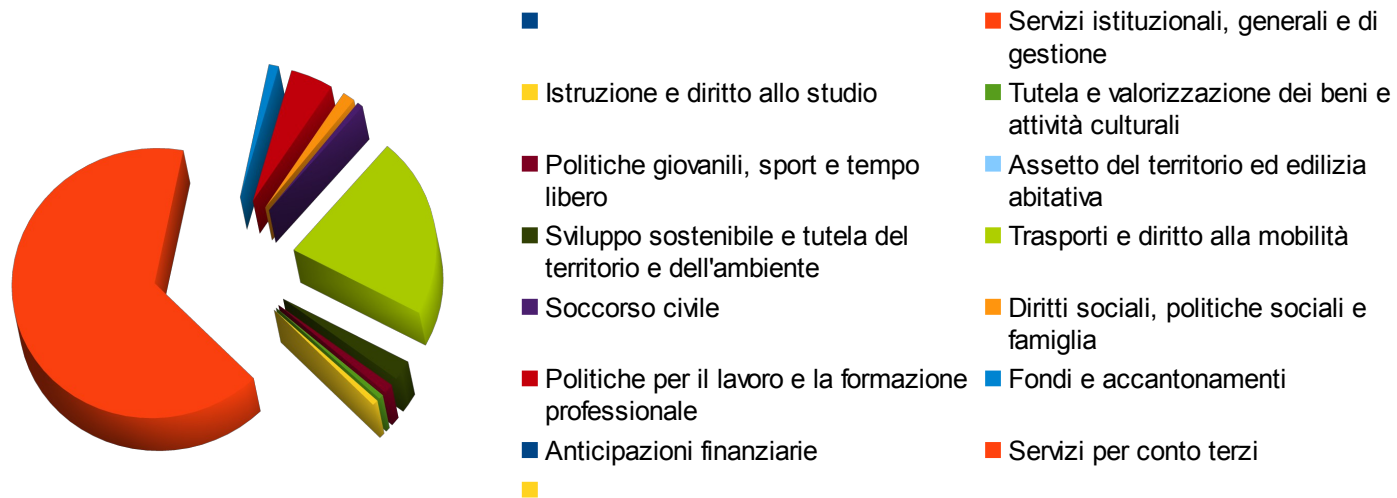 Servizi istituzionali, generali e di
gestione
Istruzione e diritto allo studio
Tutela e valorizzazione dei beni e
attività culturali
Politiche giovanili, sport e tempo
libero
Assetto del territorio ed edilizia
abitativa
Sviluppo sostenibile e tutela del
territorio e dell'ambiente
Trasporti e diritto alla mobilità
Soccorso civile
Diritti sociali, politiche sociali e
famiglia
Politiche per il lavoro e la formazione
professionale
Fondi e accantonamenti
Anticipazioni finanziarie
Servizi per conto terzi